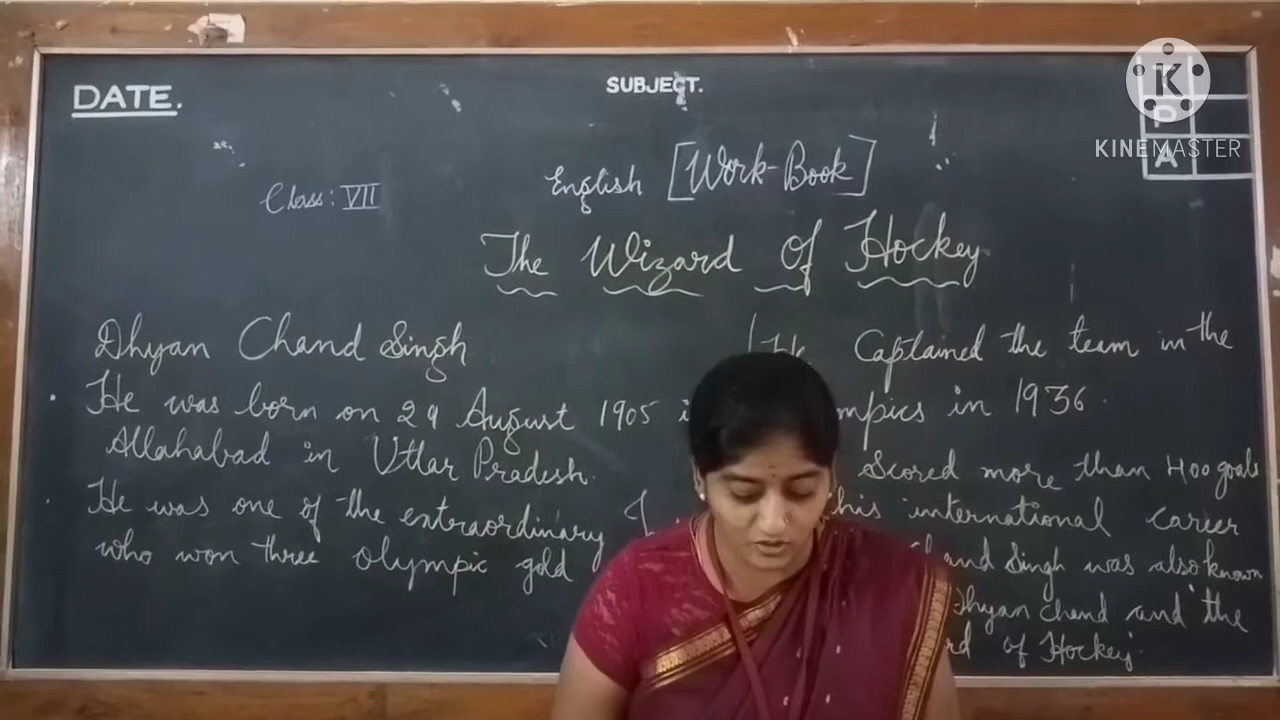 DATE.
SUBJECT.
T
P
A
K
KINEMASTER
Class: VII
English [Work-Book]
The Wizard Of Hockey
Dhyan Chand Singh
• He was born on 29 August 1905
Allahabad in Uttar Pradesh.
• He was one of the extraordinary
who won three olympic gold
He Captained the team in the
mpics in 1936.
Scored more than 400 goals
his international career
Chand Singh was also known
Dhyan Chand and the
rd of Hockey.